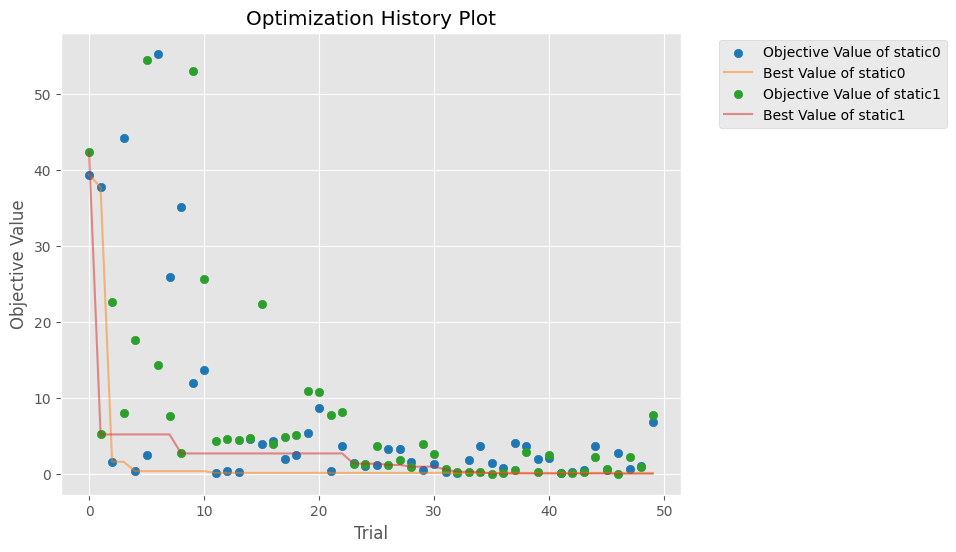 Optimization History Plot
Objective Value of static0
Best Value of static0
Objective Value of static1
Best Value of static1
Objective Value
50
40
30
20
10
0
0 10 20 30 40 50
Trial